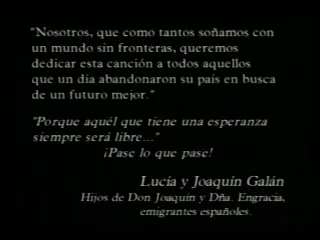 "Nosotros, que como tantos soñamos con
un mundo sin fronteras, queremos
dedicar esta canción a todos aquellos
que un día abandonaron su país en busca
de un futuro mejor."
"Porque aquél que tiene una esperanza
siempre será libre..."
¡Pase lo que pase!
Lucía y Joaquín Galán
Hijos de Don Joaquín y Dña. Engracia,
emigrantes españoles.